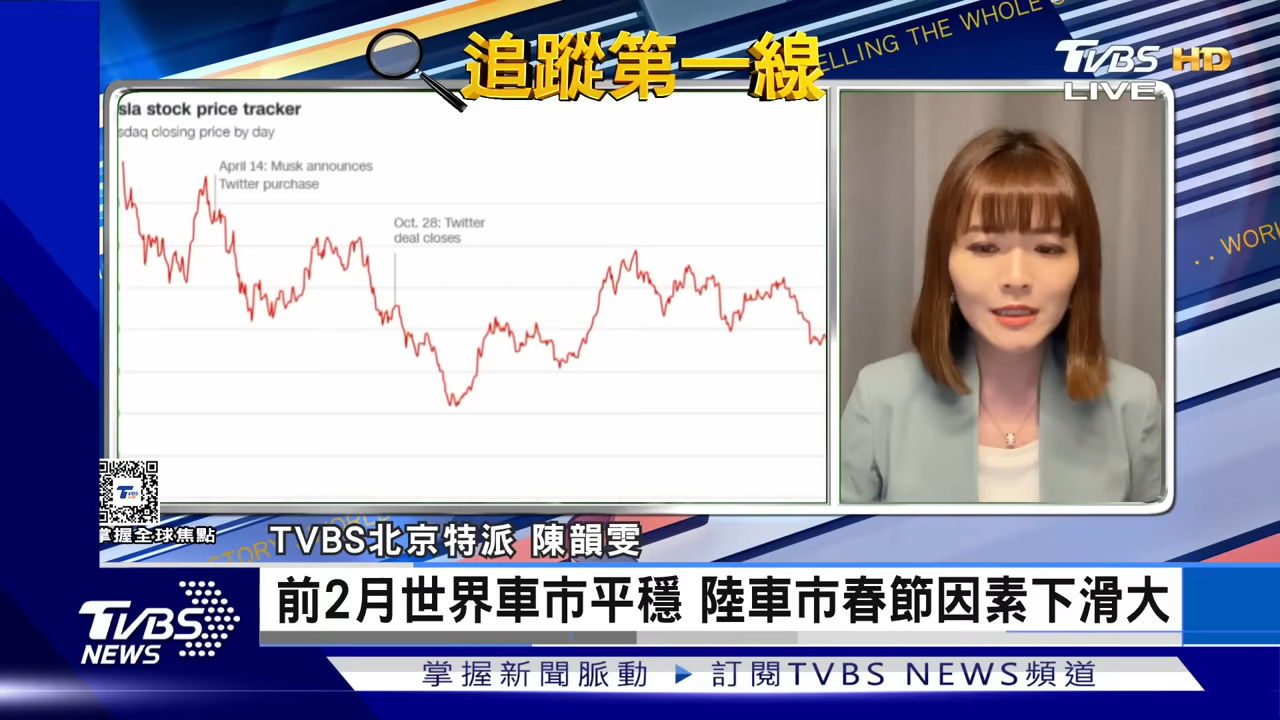 追蹤第一線
ELLING THE WHOLE
TVBS HD
LIVE
sla stock price tracker
sdaq closing price by day
April 14: Musk announces
Twitter purchase
Oct. 28: Twitter
deal closes
..WOR
TVBS
掌握全球焦點
STORY
WORLD
TVBS北京特派 陳韻雯
前2月世界車市平穩 陸車市春節因素下滑大
TVBS
NEWS
掌握新聞脈動 ▶ 訂閱TVBS NEWS頻道